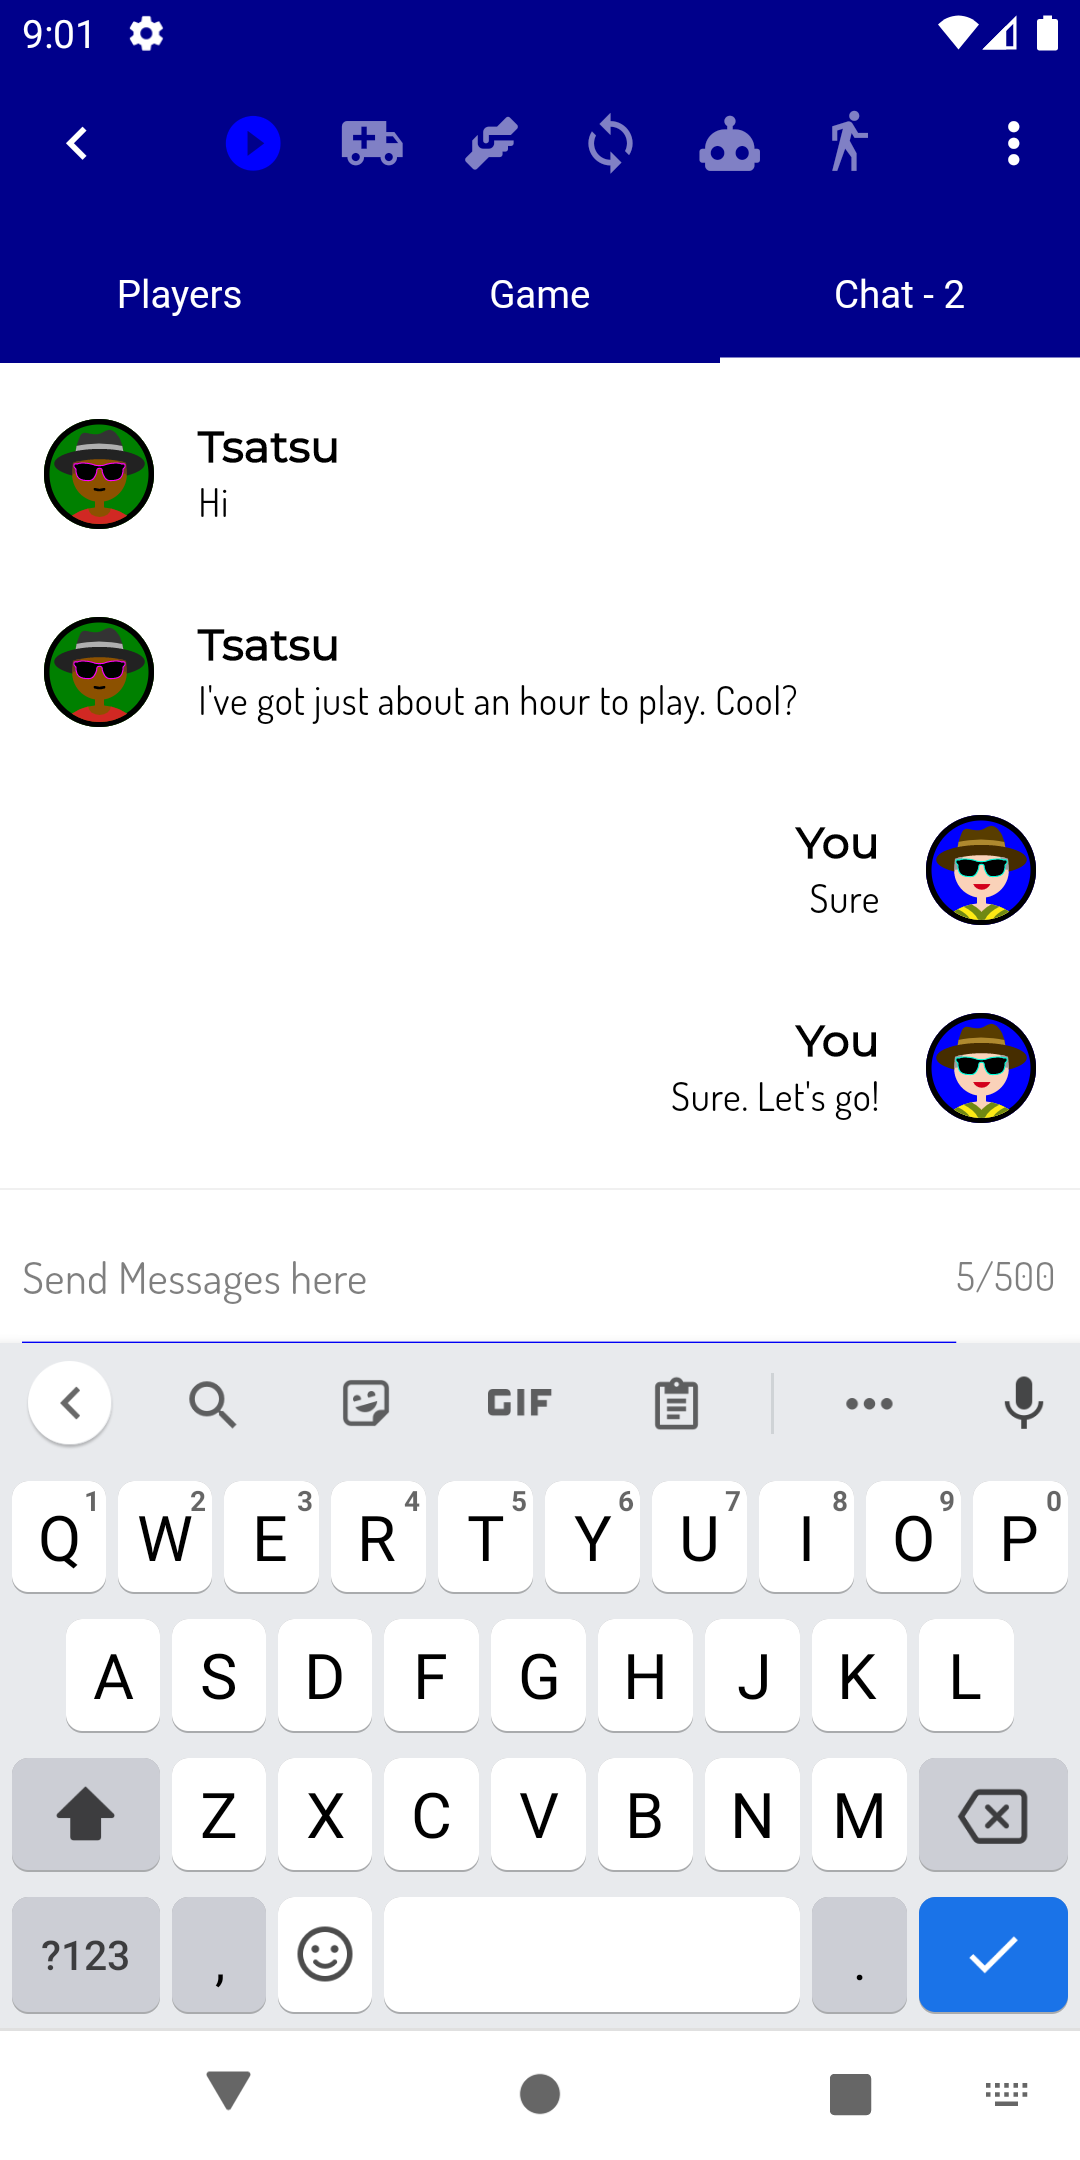 9:01
Players Game Chat - 2
Tsatsu
Hi
Tsatsu
I've got just about an hour to play. Cool?
You
Sure
You
Sure. Let's go!
Send Messages here 5/500
GIF
Q 1 W 2 E 3 R 4 T 5 Y 6 U 7 I 8 O 9 P 0
A S D F G H J K L
Z X C V B N M
?123 , .